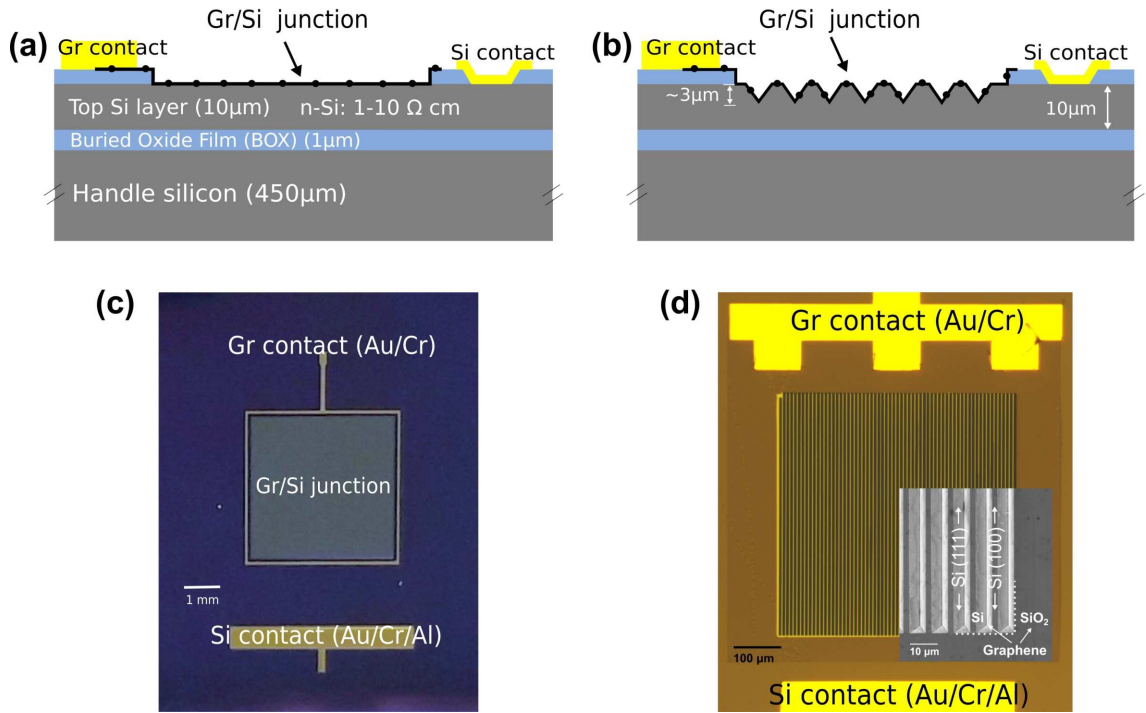 (a)
Gr/Si junction
Gr contact
Si contact
Top Si layer (10μm) n-Si: 1-10 Ω cm
Buried Oxide Film (BOX) (1μm)
Handle silicon (450μm)
(b)
Gr/Si junction
Gr contact
Si contact
~3μm
10μm
(c)
Gr contact (Au/Cr)
Gr/Si junction
1 mm
Si contact (Au/Cr/Al)
(d)
Gr contact (Au/Cr)
Si (111)
Si (100)
Si
SiO₂
Graphene
10 μm
100 μm
Si contact (Au/Cr/Al)